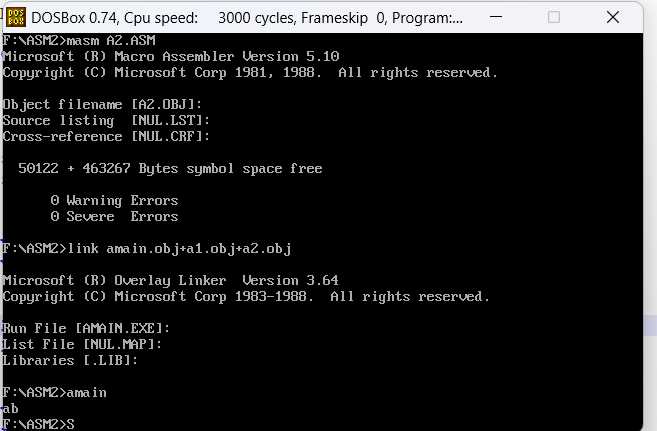 DOSBox 0.74, Cpu speed:    3000 cycles, Frameskip  0, Program:...
F:\ASM2>masm A2.ASM
Microsoft (R) Macro Assembler Version 5.10
Copyright (C) Microsoft Corp 1981, 1988.  All rights reserved.
Object filename [A2.OBJ]:
Source listing  [NUL.LST]:
Cross-reference [NUL.CRF]:
  50122 + 463267 Bytes symbol space free
      0 Warning Errors
      0 Severe  Errors
F:\ASM2>link amain.obj+a1.obj+a2.obj
Microsoft (R) Overlay Linker  Version 3.64
Copyright (C) Microsoft Corp 1983-1988.  All rights reserved.
Run File [AMAIN.EXE]:
List File [NUL.MAP]:
Libraries [.LIB]:
F:\ASM2>amain
ab
F:\ASM2>S